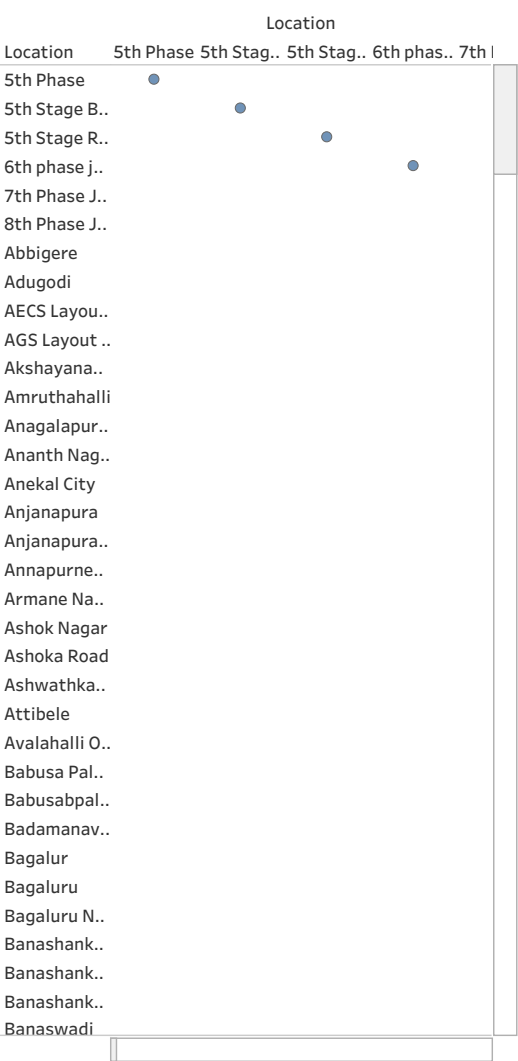 Location
Location 5th Phase 5th Stag.. 5th Stag.. 6th phas.. 7th
5th Phase
5th Stage B..
5th Stage R..
6th phase j..
7th Phase J..
8th Phase J..
Abbigere
Adugodi
AECS Layou..
AGS Layout ..
Akshayana..
Amruthahalli
Anagalapur..
Ananth Nag..
Anekal City
Anjanapura
Anjanapura..
Annapurne..
Armane Na..
Ashok Nagar
Ashoka Road
Ashwathka..
Attibele
Avalahalli O..
Babusa Pal..
Babusabpal..
Badamanav..
Bagalur
Bagaluru
Bagaluru N..
Banashank..
Banashank..
Banashank..
Banaswadi